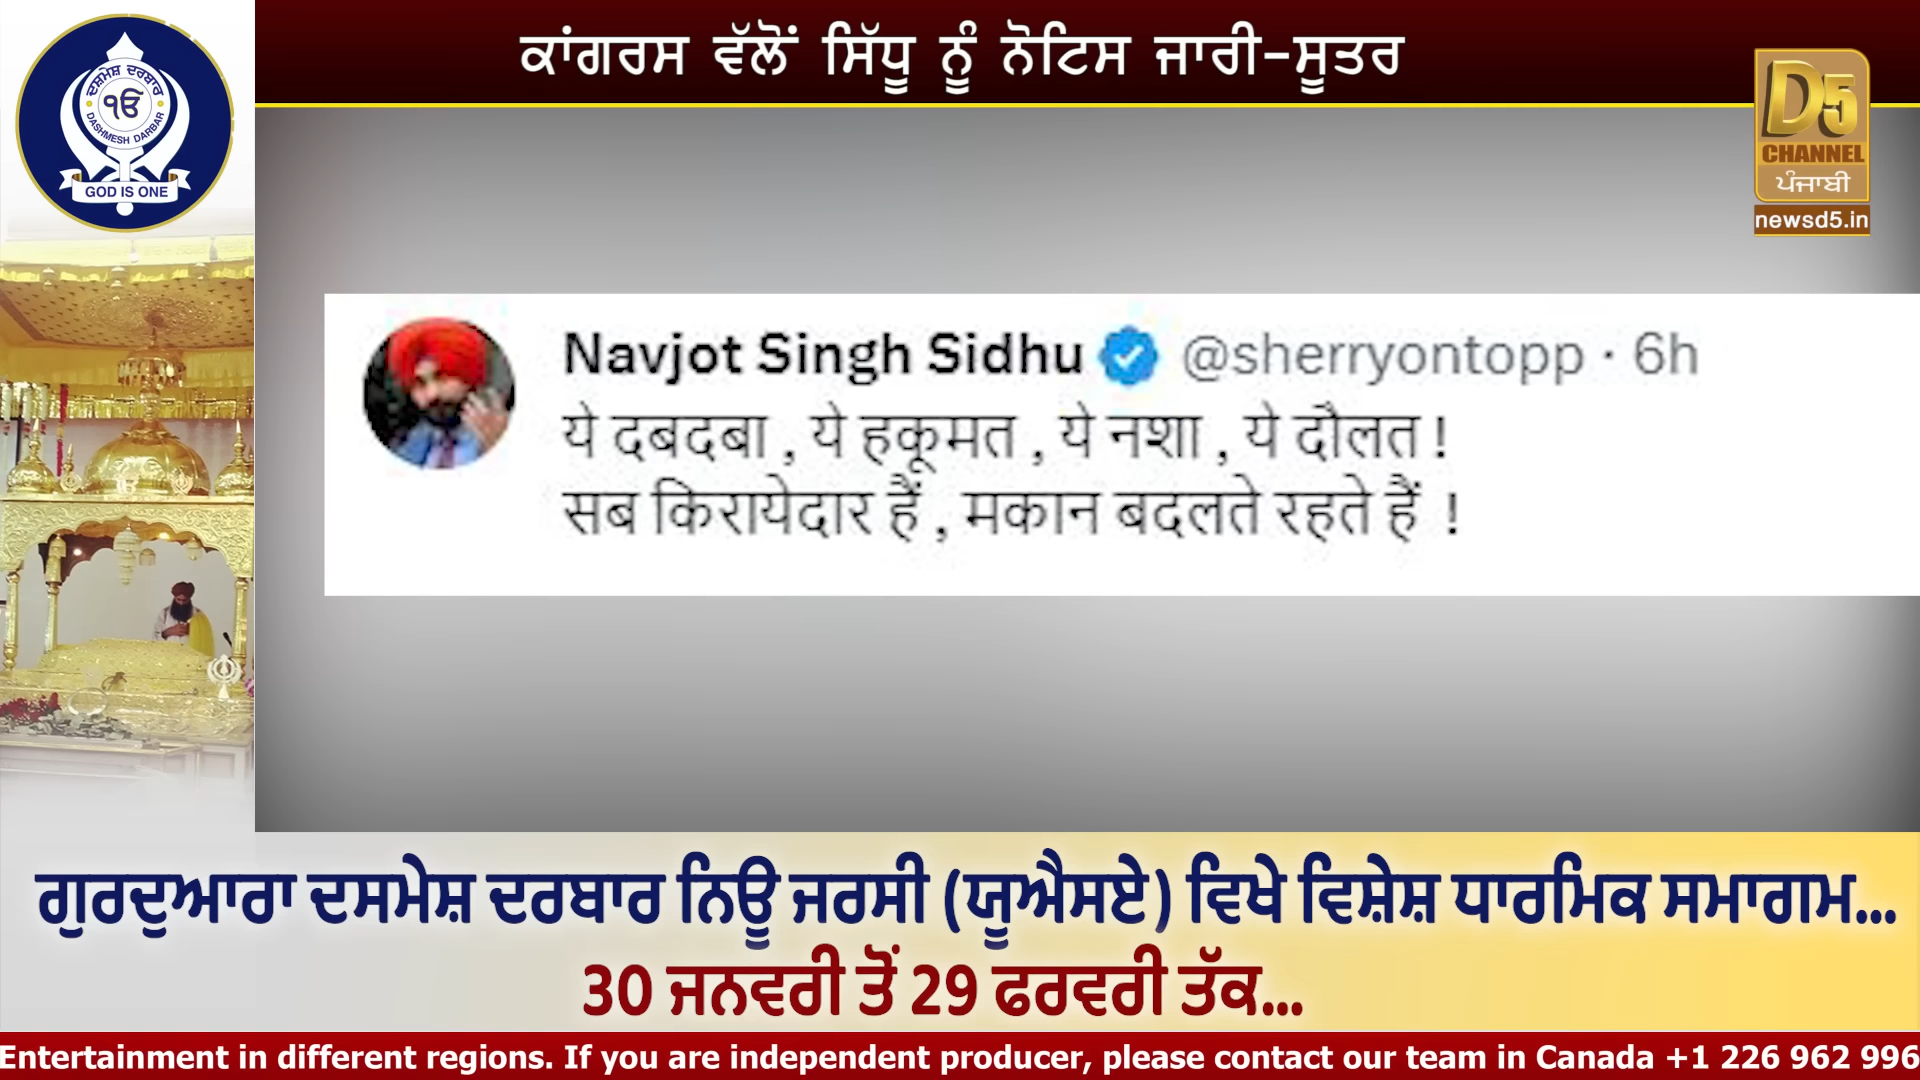 ਕਾਂਗਰਸ ਵੱਲੋਂ ਸਿੱਧੂ ਨੂੰ ਨੋਟਿਸ ਜਾਰੀ-ਸੂਤਰ
ਦਸਮੇਸ਼ ਦਰਬਾਰ
ੴ
DASHMESH DARBAR
GOD IS ONE
D5
CHANNEL
ਪੰਜਾਬੀ
newsd5.in
Navjot Singh Sidhu @sherryontopp · 6h
ये दबदबा , ये हकूमत , ये नशा , ये दौलत !
सब किरायेदार हैं , मकान बदलते रहते हैं !
ਗੁਰਦੁਆਰਾ ਦਸਮੇਸ਼ ਦਰਬਾਰ ਨਿਊ ਜਰਸੀ (ਯੂਐਸਏ) ਵਿਖੇ ਵਿਸ਼ੇਸ਼ ਧਾਰਮਿਕ ਸਮਾਗਮ...
30 ਜਨਵਰੀ ਤੋਂ 29 ਫਰਵਰੀ ਤੱਕ...
Entertainment in different regions. If you are independent producer, please contact our team in Canada +1 226 962 996